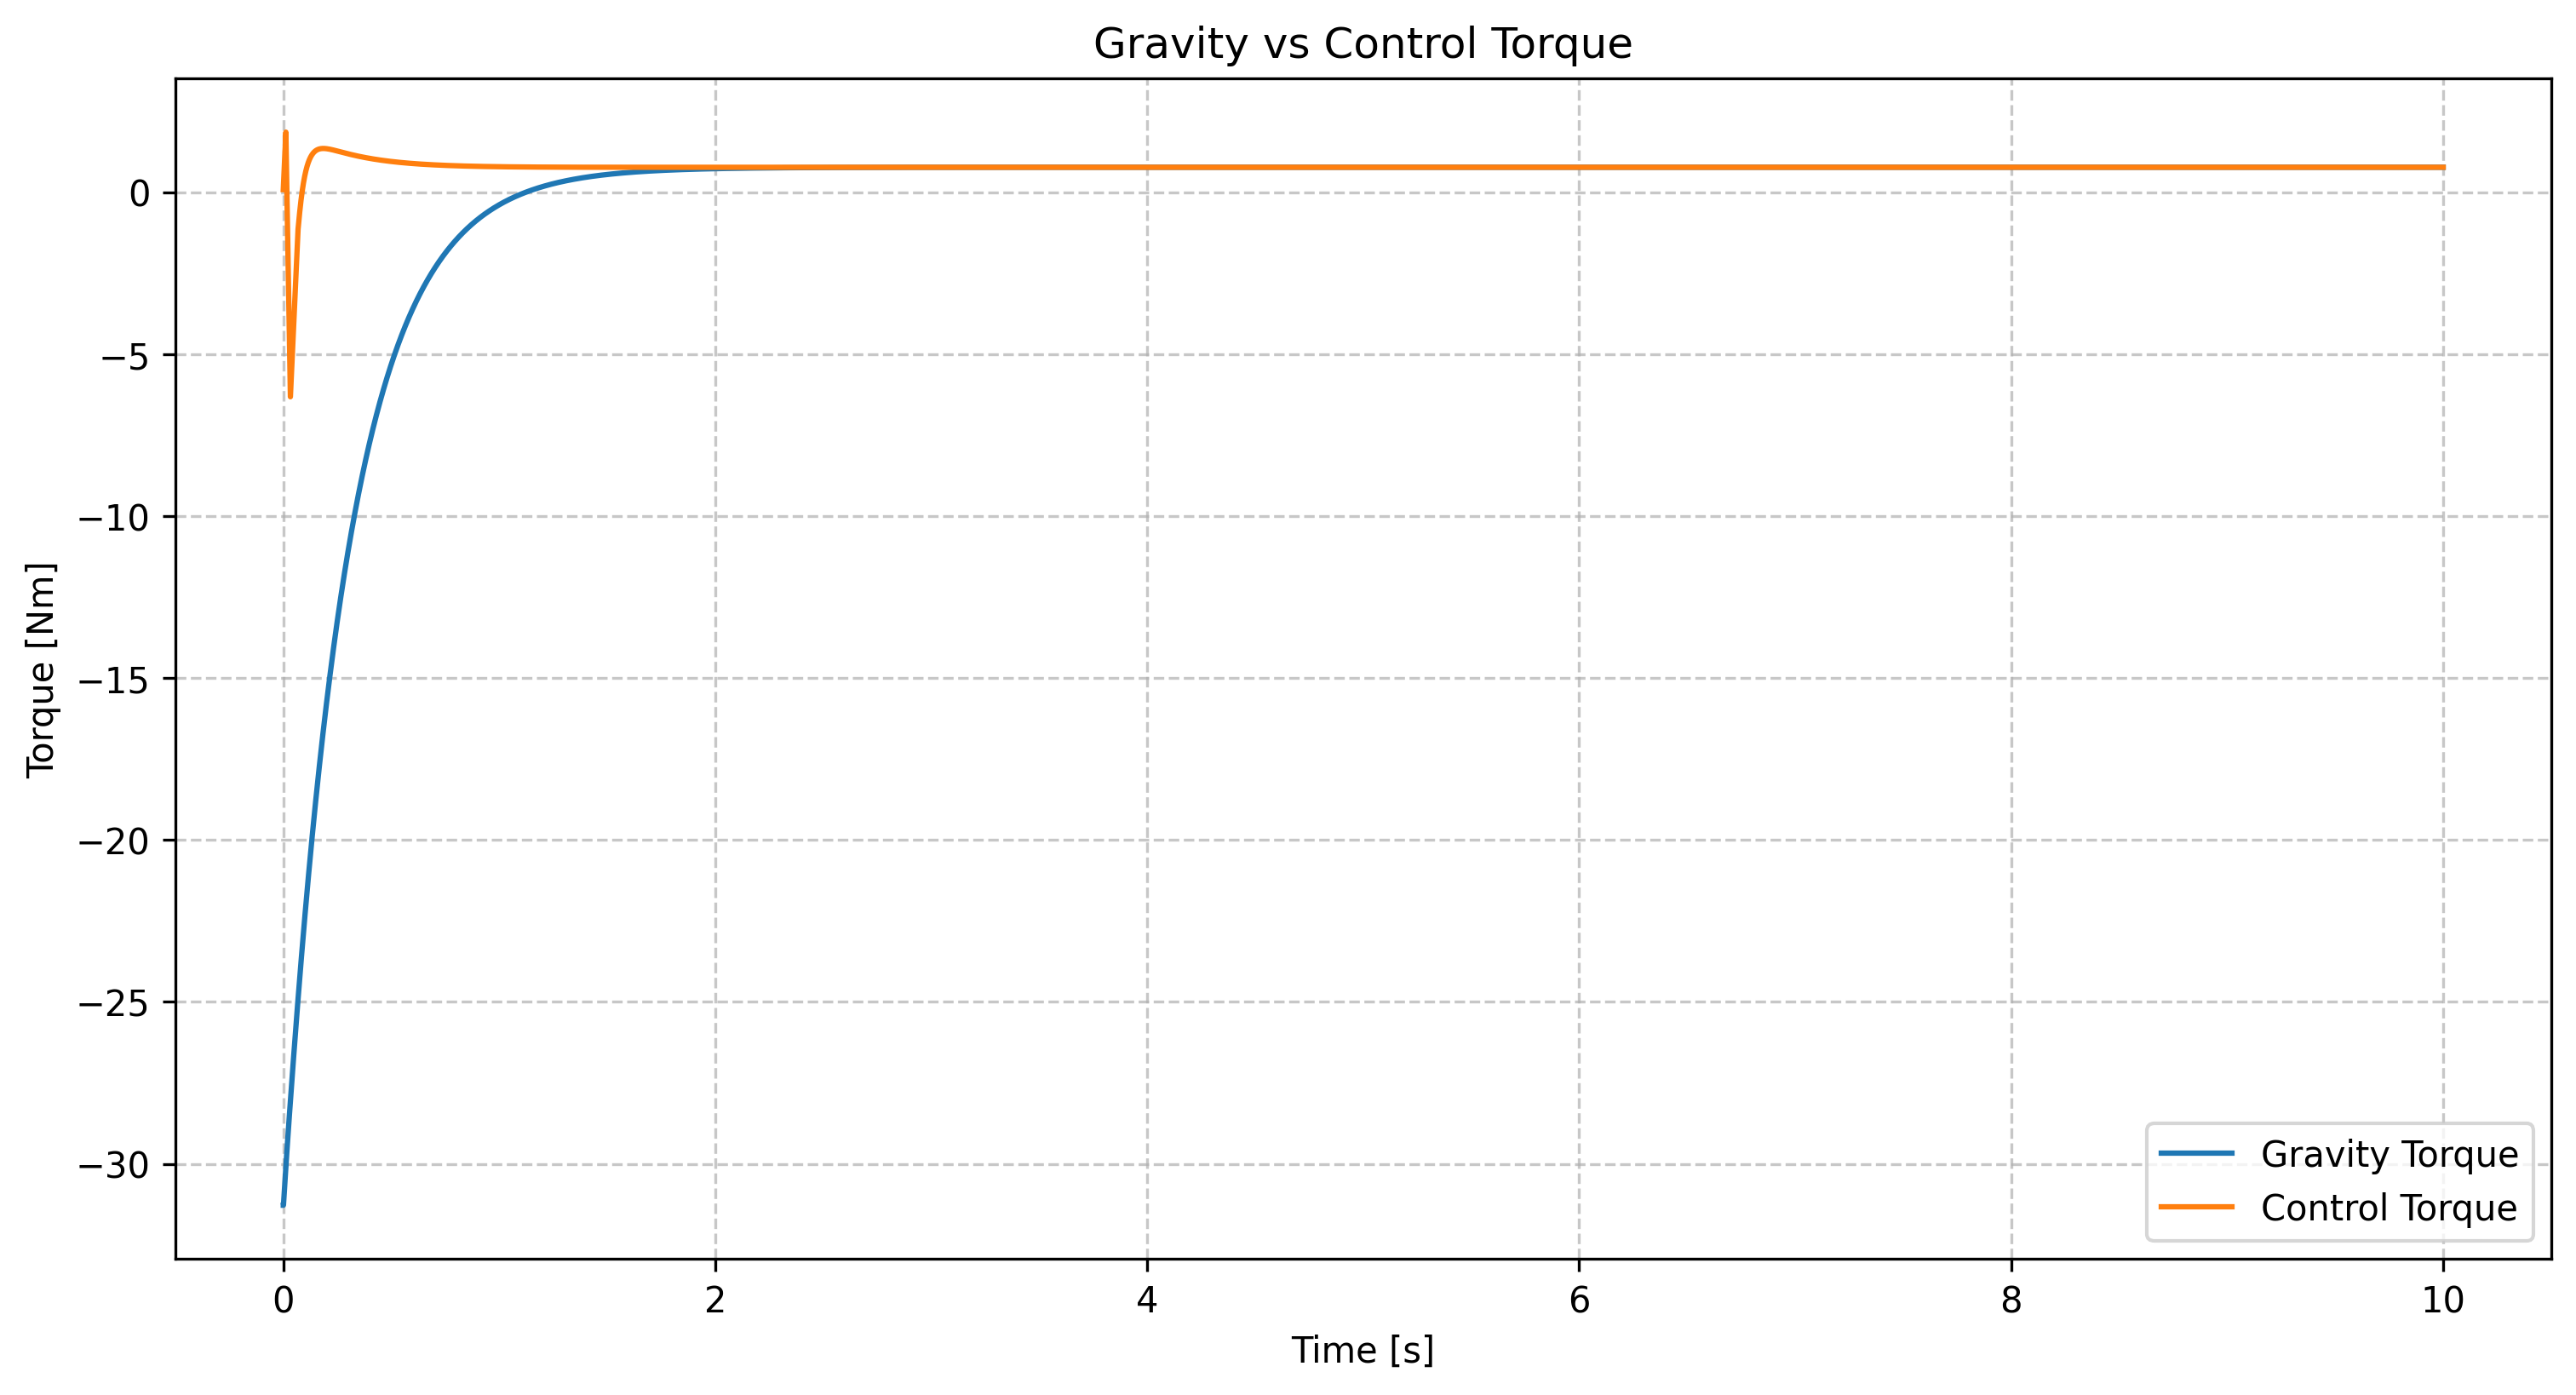 Gravity vs Control Torque
Torque [Nm]
0
−5
−10
−15
−20
−25
−30
0 2 4 6 8 10
Time [s]
Gravity Torque
Control Torque